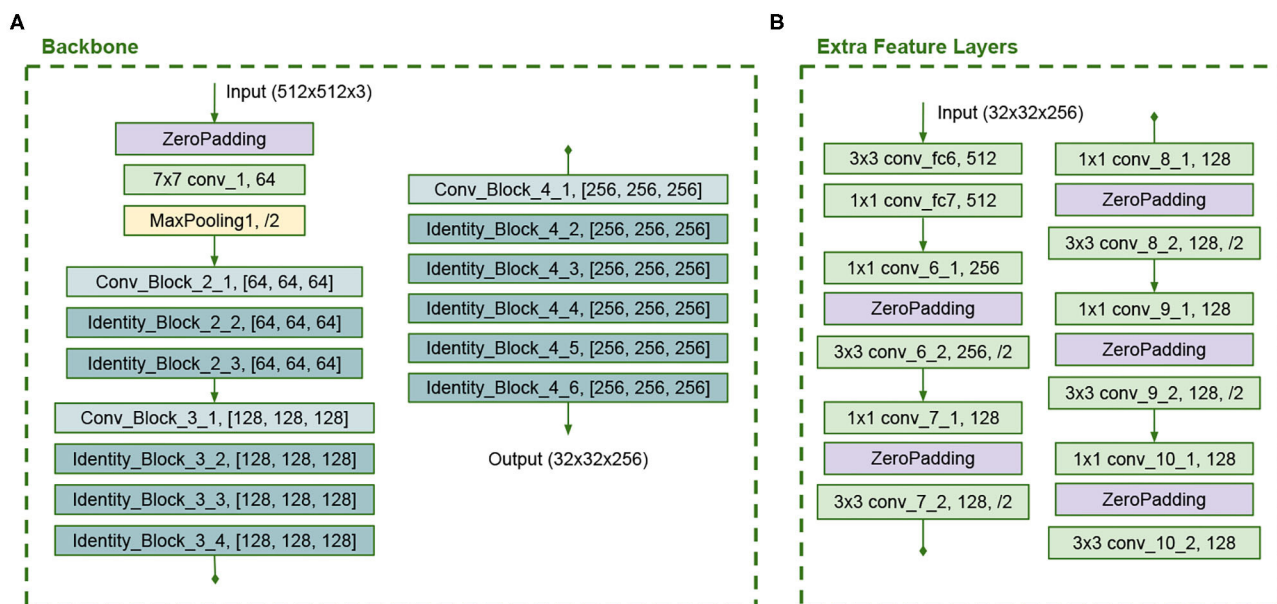 A
Backbone
Input (512x512x3)
ZeroPadding
7x7 conv_1, 64
MaxPooling1, /2
Conv_Block_2_1, [64, 64, 64]
Identity_Block_2_2, [64, 64, 64]
Identity_Block_2_3, [64, 64, 64]
Conv_Block_3_1, [128, 128, 128]
Identity_Block_3_2, [128, 128, 128]
Identity_Block_3_3, [128, 128, 128]
Identity_Block_3_4, [128, 128, 128]
Conv_Block_4_1, [256, 256, 256]
Identity_Block_4_2, [256, 256, 256]
Identity_Block_4_3, [256, 256, 256]
Identity_Block_4_4, [256, 256, 256]
Identity_Block_4_5, [256, 256, 256]
Identity_Block_4_6, [256, 256, 256]
Output (32x32x256)
B
Extra Feature Layers
Input (32x32x256)
3x3 conv_fc6, 512
1x1 conv_fc7, 512
1x1 conv_6_1, 256
ZeroPadding
3x3 conv_6_2, 256, /2
1x1 conv_7_1, 128
ZeroPadding
3x3 conv_7_2, 128, /2
1x1 conv_8_1, 128
ZeroPadding
3x3 conv_8_2, 128, /2
1x1 conv_9_1, 128
ZeroPadding
3x3 conv_9_2, 128, /2
1x1 conv_10_1, 128
ZeroPadding
3x3 conv_10_2, 128